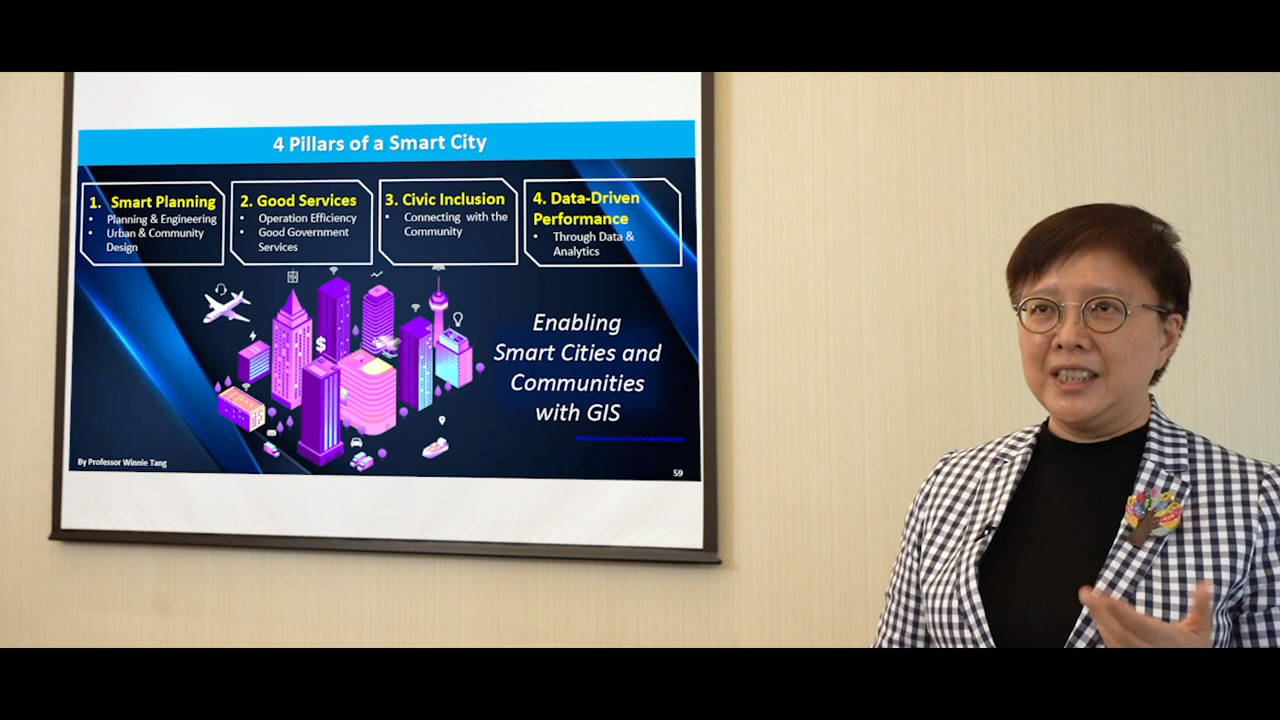 4 Pillars of a Smart City
1. Smart Planning
• Planning & Engineering
• Urban & Community
Design
2. Good Services
• Operation Efficiency
• Good Government
Services
3. Civic Inclusion
• Connecting with the
Community
4. Data-Driven
Performance
• Through Data &
Analytics
$
Enabling
Smart Cities and
Communities
with GIS
By Professor Winnie Tang
59